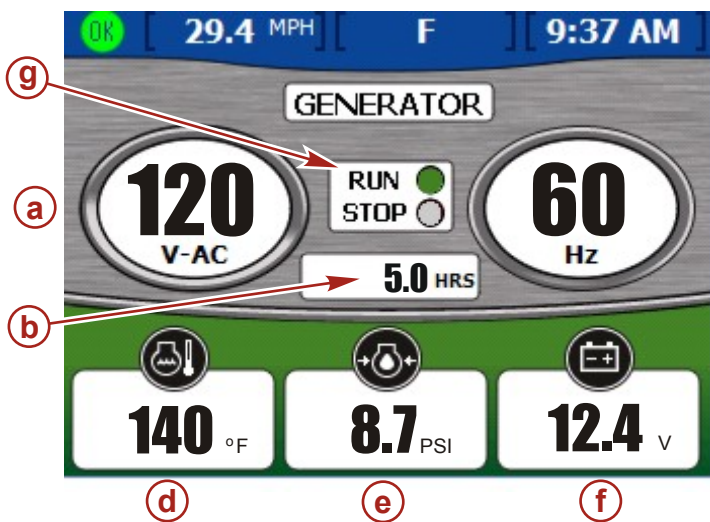 OK 29.4 MPH F 9:37 AM
g
GENERATOR
120
V-AC
RUN
STOP
60
Hz
a
5.0 HRS
b
140 °F
8.7 PSI
12.4 V
d e f